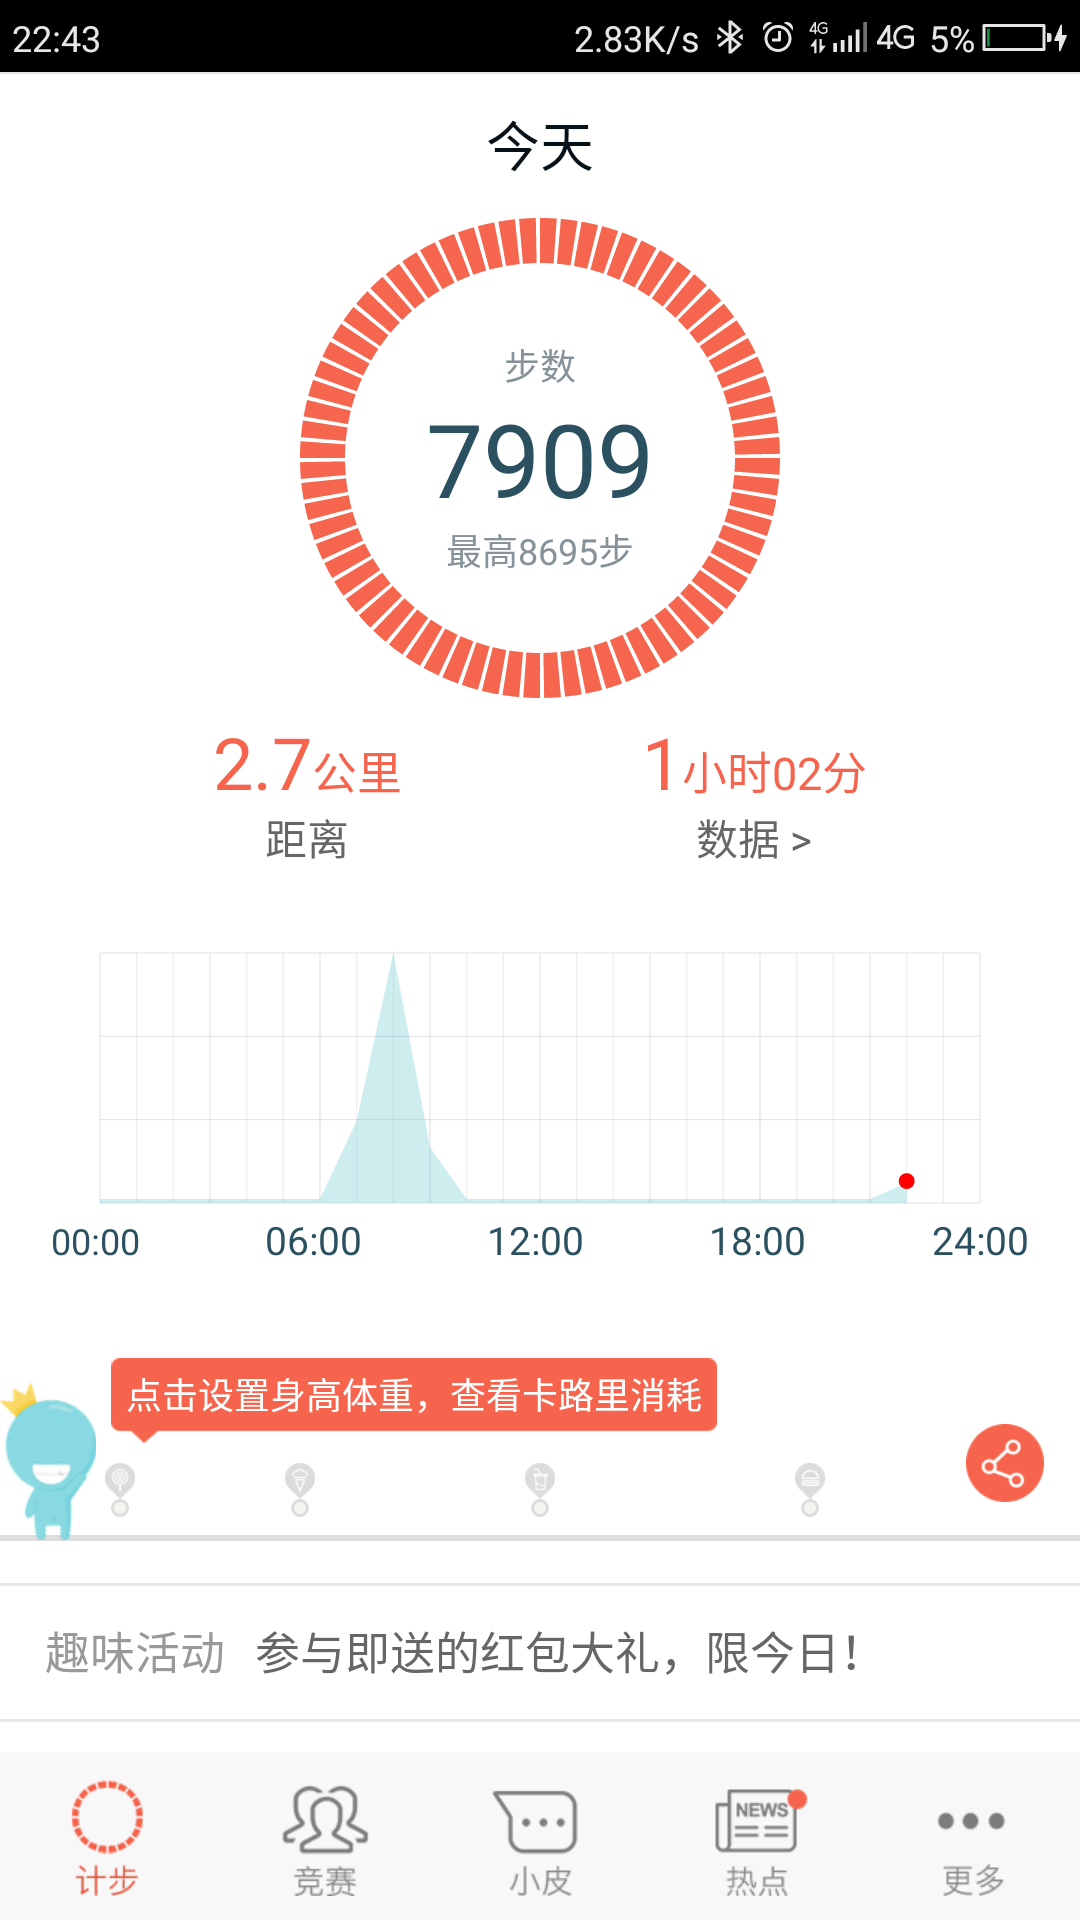 22:43 2.83K/s 4G 4G 5%
今天
步数
7909
最高8695步
2.7公里 1小时02分
距离 数据 >
00:00 06:00 12:00 18:00 24:00
点击设置身高体重，查看卡路里消耗
趣味活动 参与即送的红包大礼，限今日！
NEWS
计步 竞赛 小皮 热点 更多